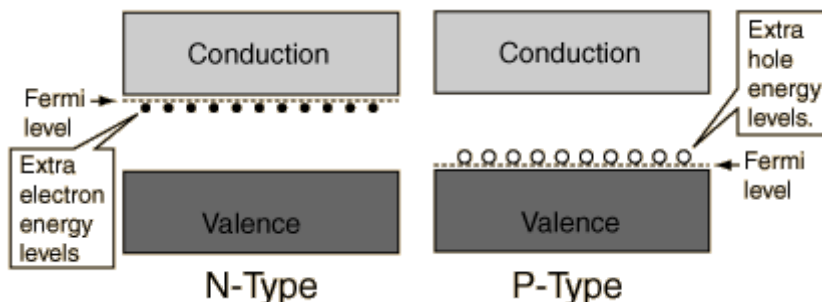 Conduction
Fermi
level
Extra
electron
energy
levels
Valence
N-Type
Conduction
Extra
hole
energy
levels.
Fermi
level
Valence
P-Type